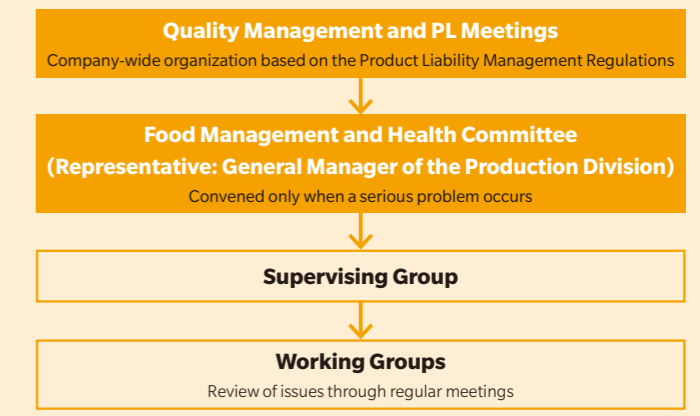 Quality Management and PL Meetings
Company-wide organization based on the Product Liability Management Regulations
Food Management and Health Committee
(Representative: General Manager of the Production Division)
Convened only when a serious problem occurs
Supervising Group
Working Groups
Review of issues through regular meetings